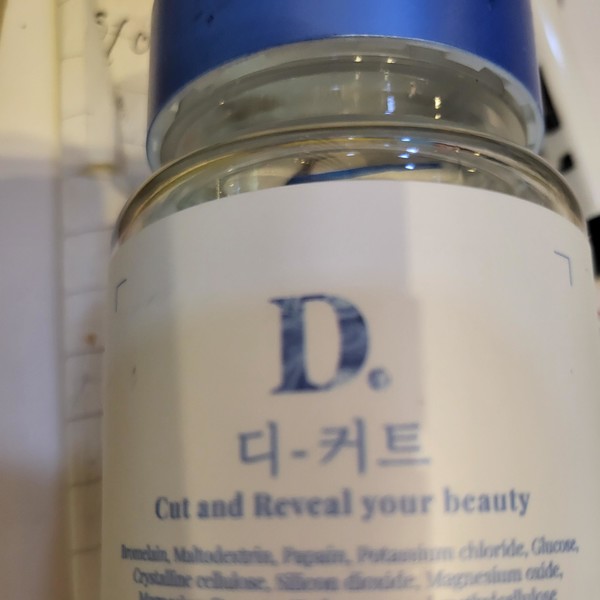 D.
디-커트
Cut and Reveal your beauty
Bromelain, Maltodextrin, Papain, Potassium chloride, Glucose,
Crystalline cellulose, Silicon dioxide, Magnesium oxide,